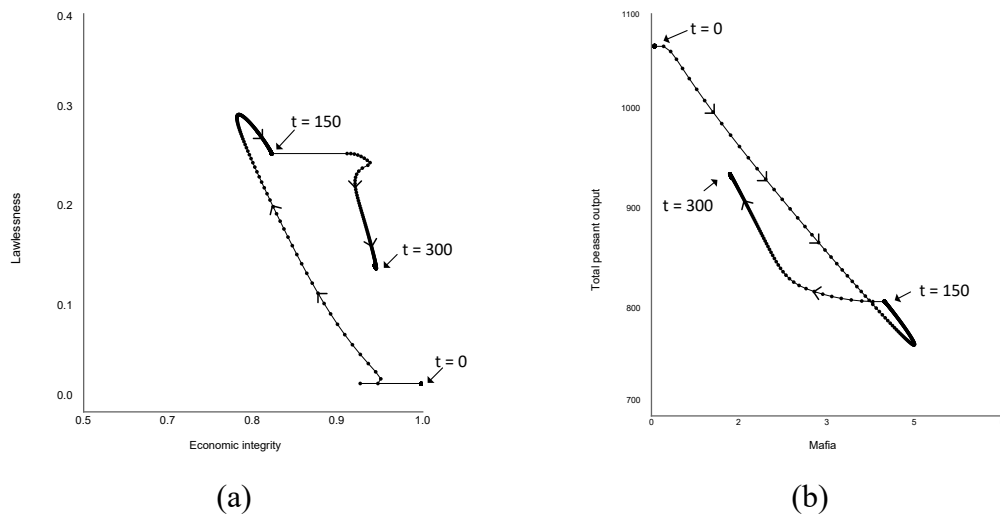 0.4
0.3
0.2
0.1
0.0
Lawlessness
t = 150
t = 300
t = 0
0.5
0.6
0.7
0.8
0.9
1.0
Economic integrity
(a)
1100
1000
900
800
700
Total peasant output
t = 0
t = 300
t = 150
0
2
3
5
Mafia
(b)